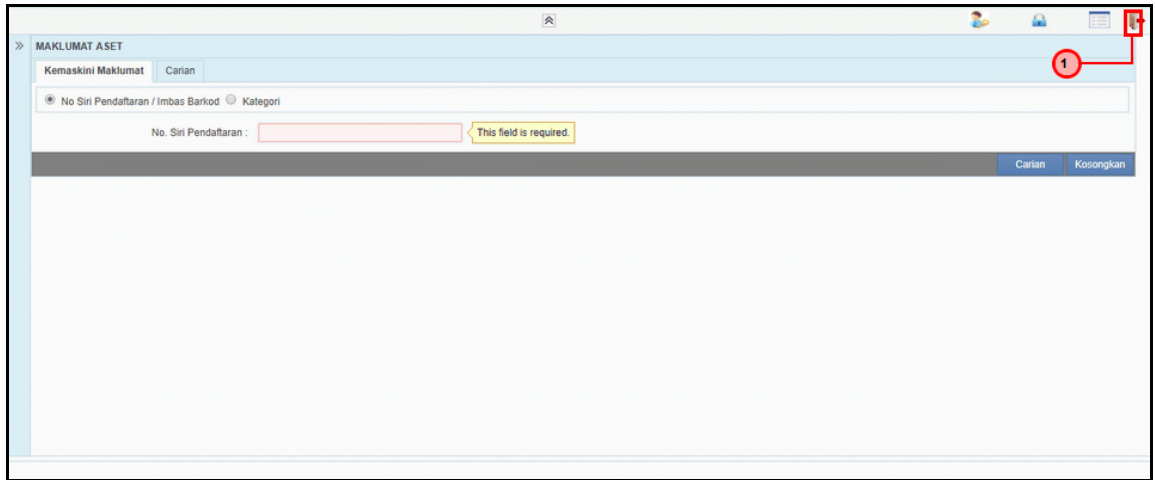 1
MAKLUMAT ASET
Kemaskini Maklumat Carian
No Siri Pendaftaran / Imbas Barkod Kategori
No. Siri Pendaftaran : This field is required.
Carian Kosongkan